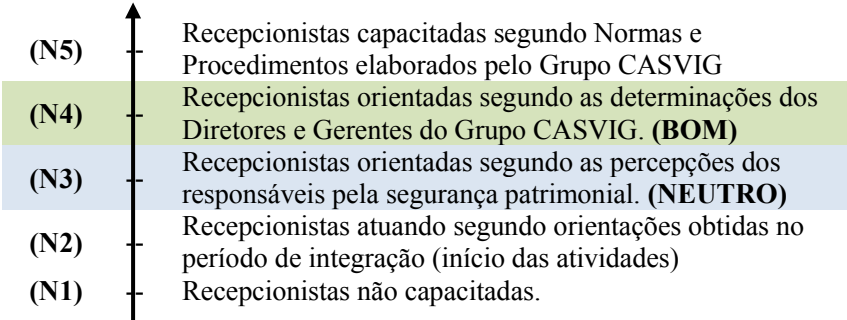 (N5) Recepcionistas capacitadas segundo Normas e
Procedimentos elaborados pelo Grupo CASVIG
(N4) Recepcionistas orientadas segundo as determinações dos
Diretores e Gerentes do Grupo CASVIG. (BOM)
(N3) Recepcionistas orientadas segundo as percepções dos
responsáveis pela segurança patrimonial. (NEUTRO)
(N2) Recepcionistas atuando segundo orientações obtidas no
período de integração (início das atividades)
(N1) Recepcionistas não capacitadas.